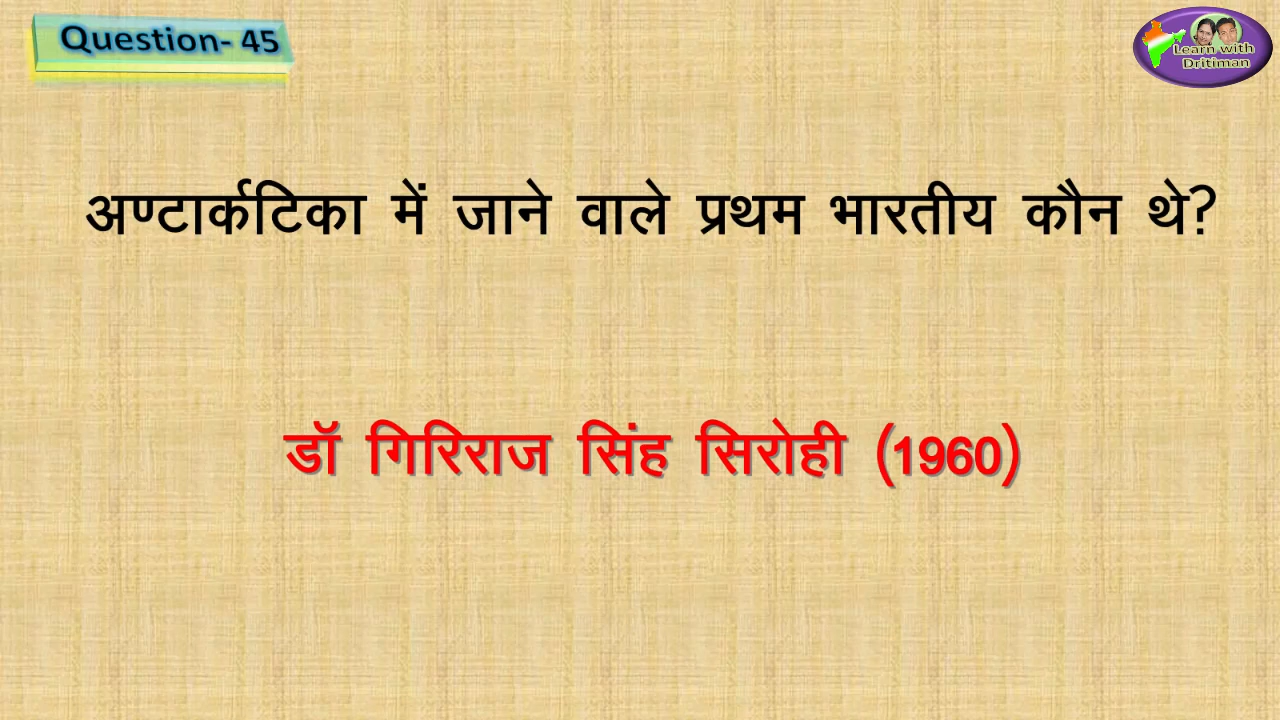 Question- 45
Learn with
Dritiman
अण्टार्कटिका में जाने वाले प्रथम भारतीय कौन थे?
डॉ गिरिराज सिंह सिरोही (1960)